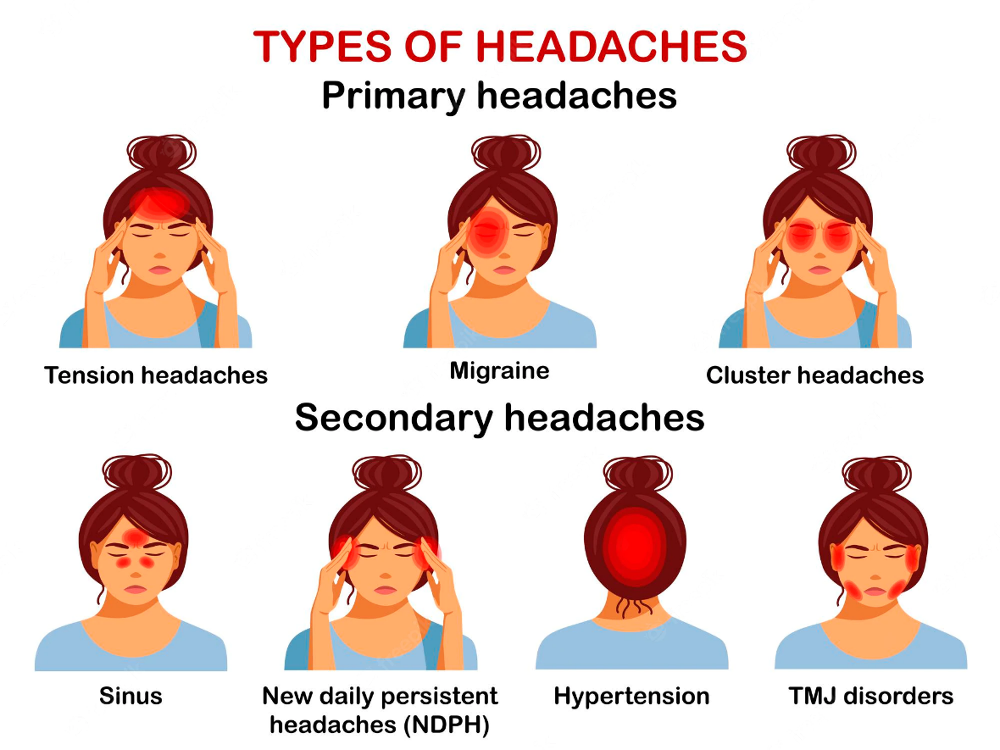 TYPES OF HEADACHES
Primary headaches
Tension headaches
Migraine
Cluster headaches
Secondary headaches
Sinus
New daily persistent
headaches (NDPH)
Hypertension
TMJ disorders